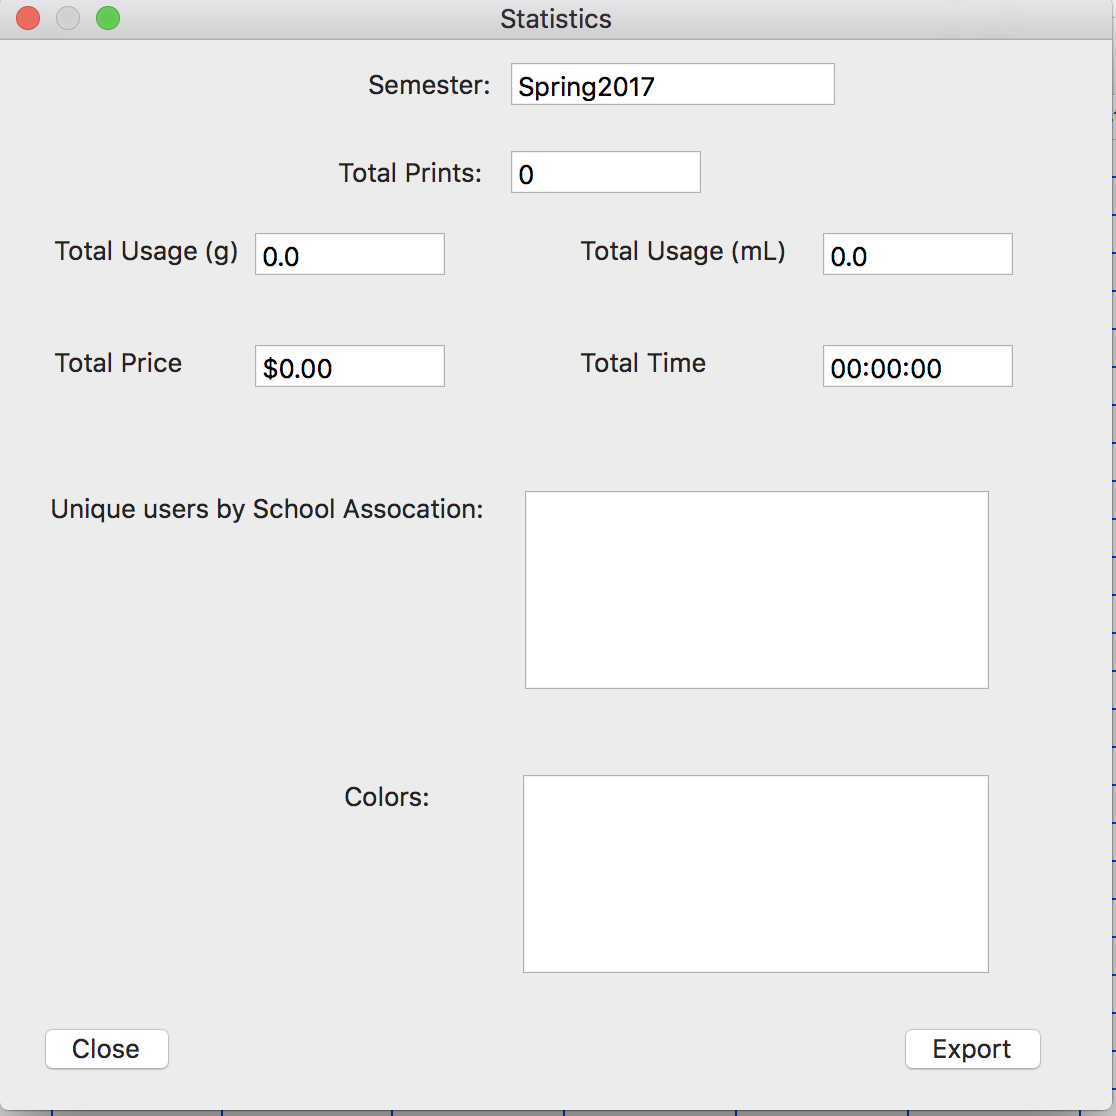 Statistics
Semester: Spring2017
Total Prints: 0
Total Usage (g) 0.0 Total Usage (mL) 0.0
Total Price $0.00 Total Time 00:00:00
Unique users by School Assocation:
Colors:
Close Export